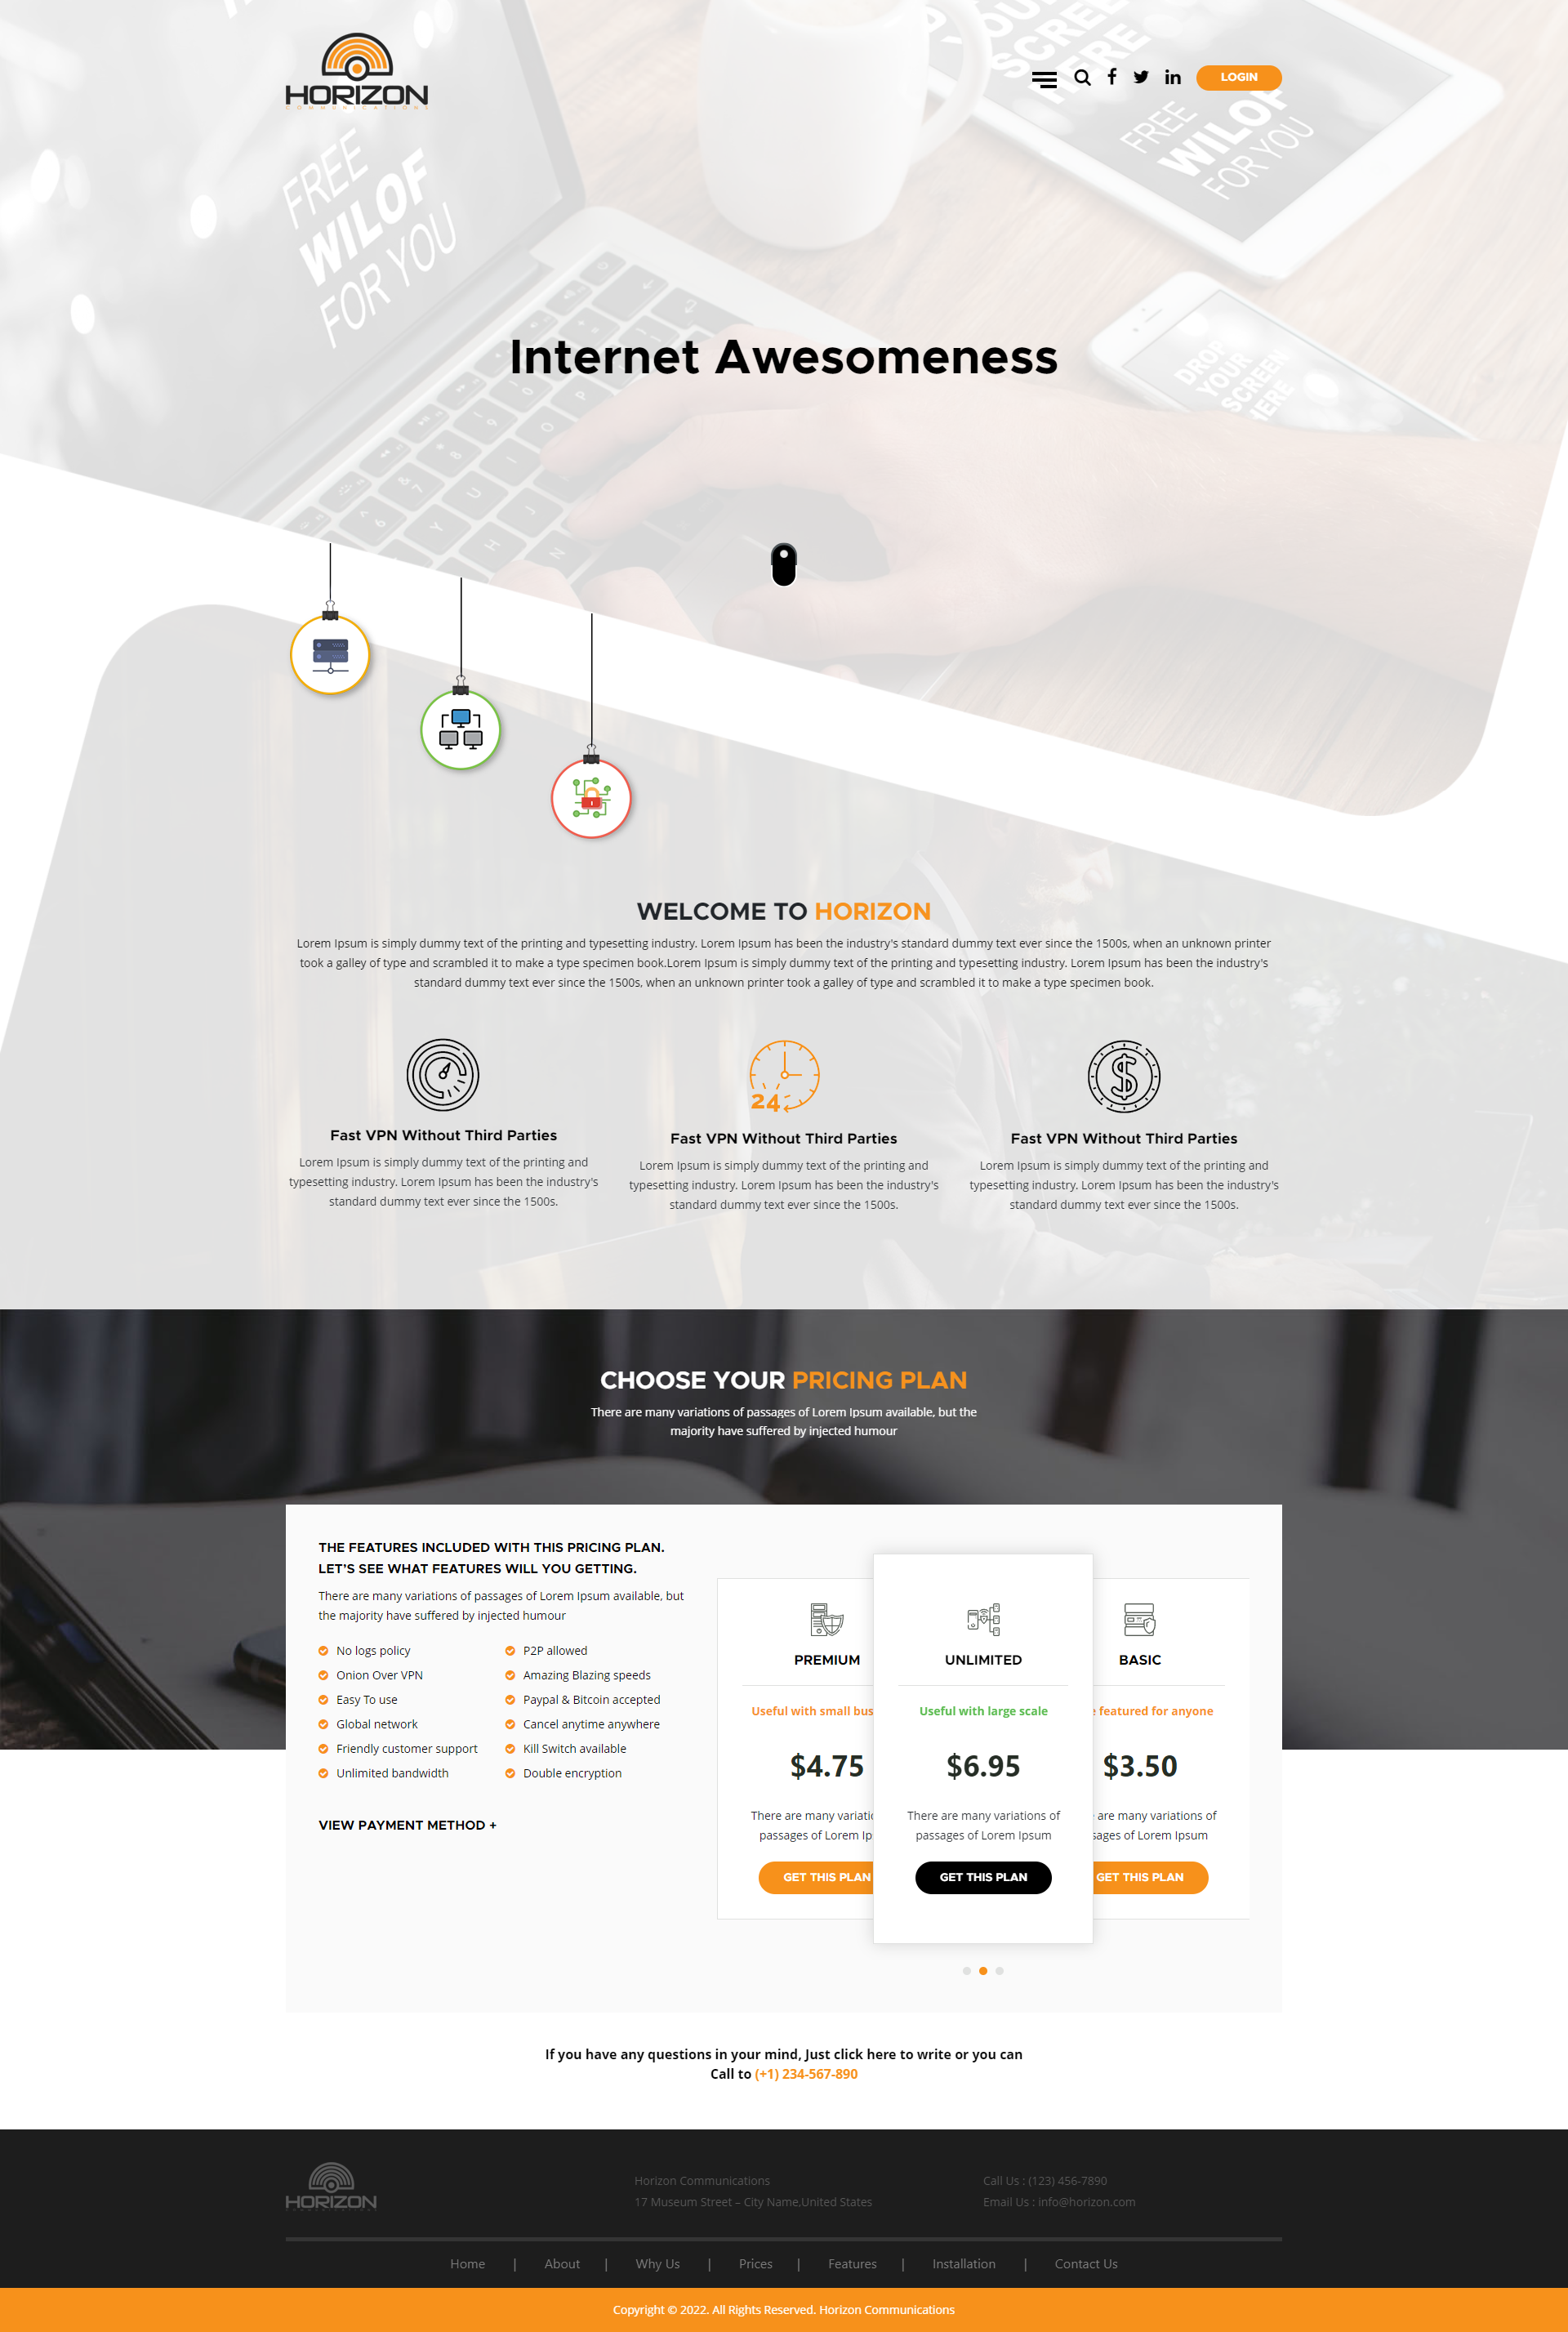 HORIZON
COMMUNICATIONS
LOGIN
YOUR
SCREEN
HERE
FREE
WILOF
FOR YOU
FREE
WILOF
FOR YOU
DROP
YOUR
SCREEN
HERE
Internet Awesomeness
WELCOME TO HORIZON
Lorem Ipsum is simply dummy text of the printing and typesetting industry. Lorem Ipsum has been the industry's standard dummy text ever since the 1500s, when an unknown printer
took a galley of type and scrambled it to make a type specimen book.Lorem Ipsum is simply dummy text of the printing and typesetting industry. Lorem Ipsum has been the industry's
standard dummy text ever since the 1500s, when an unknown printer took a galley of type and scrambled it to make a type specimen book.
24
Fast VPN Without Third Parties
Lorem Ipsum is simply dummy text of the printing and
typesetting industry. Lorem Ipsum has been the industry's
standard dummy text ever since the 1500s.
Fast VPN Without Third Parties
Lorem Ipsum is simply dummy text of the printing and
typesetting industry. Lorem Ipsum has been the industry's
standard dummy text ever since the 1500s.
Fast VPN Without Third Parties
Lorem Ipsum is simply dummy text of the printing and
typesetting industry. Lorem Ipsum has been the industry's
standard dummy text ever since the 1500s.
CHOOSE YOUR PRICING PLAN
There are many variations of passages of Lorem Ipsum available, but the
majority have suffered by injected humour
THE FEATURES INCLUDED WITH THIS PRICING PLAN.
LET'S SEE WHAT FEATURES WILL YOU GETTING.
There are many variations of passages of Lorem Ipsum available, but
the majority have suffered by injected humour
No logs policy
Onion Over VPN
Easy To use
Global network
Friendly customer support
Unlimited bandwidth
P2P allowed
Amazing Blazing speeds
Paypal & Bitcoin accepted
Cancel anytime anywhere
Kill Switch available
Double encryption
VIEW PAYMENT METHOD +
PREMIUM
Useful with small bus
$4.75
There are many variati
passages of Lorem Ip
GET THIS PLAN
UNLIMITED
Useful with large scale
$6.95
There are many variations of
passages of Lorem Ipsum
GET THIS PLAN
BASIC
featured for anyone
$3.50
are many variations of
sages of Lorem Ipsum
GET THIS PLAN
If you have any questions in your mind, Just click here to write or you can
Call to (+1) 234-567-890
HORIZON
Horizon Communications
17 Museum Street – City Name,United States
Call Us : (123) 456-7890
Email Us : info@horizon.com
Home | About | Why Us | Prices | Features | Installation | Contact Us
Copyright © 2022. All Rights Reserved. Horizon Communications